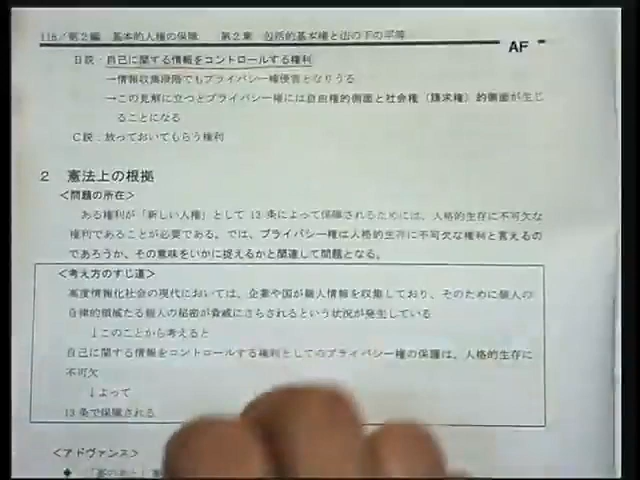 116／第2編　基本的人権の保障　　第2章　包括的基本権と法の下の平等
AF
B説：自己に関する情報をコントロールする権利
→情報収集段階でもプライバシー権侵害となりうる
→この見解に立つとプライバシー権には自由権的側面と社会権（請求権）的側面が生じ
ることになる
C説：放っておいてもらう権利
2　憲法上の根拠
＜問題の所在＞
ある権利が「新しい人権」として13条によって保障されるためには、人格的生存に不可欠な
権利であることが必要である。では、プライバシー権は人格的生存に不可欠な権利と言えるの
であろうか、その意味をいかに捉えるかと関連して問題となる。
＜考え方のすじ道＞
高度情報化社会の現代においては、企業や国が個人情報を収集しており、そのために個人の
自律的領域たる個人の秘密が脅威にさらされるという状況が発生している
↓このことから考えると
自己に関する情報をコントロールする権利としてのプライバシー権の保護は、人格的生存に
不可欠
↓よって
13条で保障される
＜アドヴァンス＞
◆